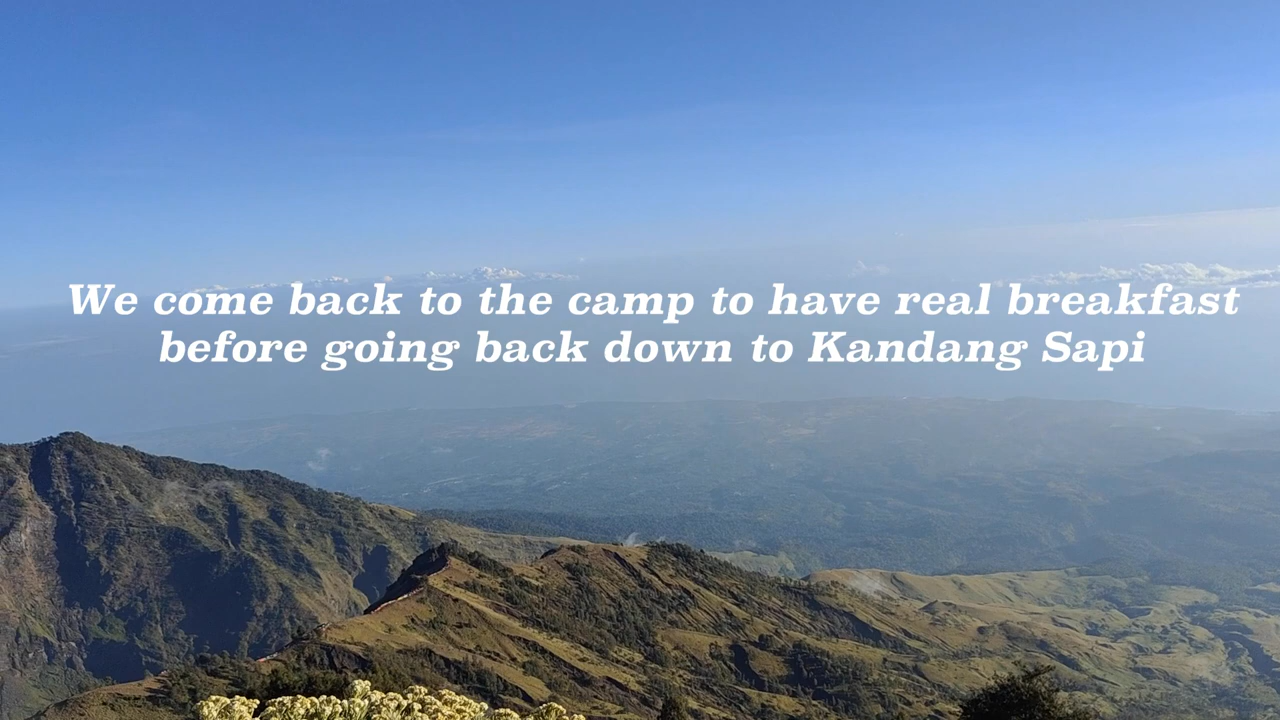 We come back to the camp to have real breakfast
before going back down to Kandang Sapi